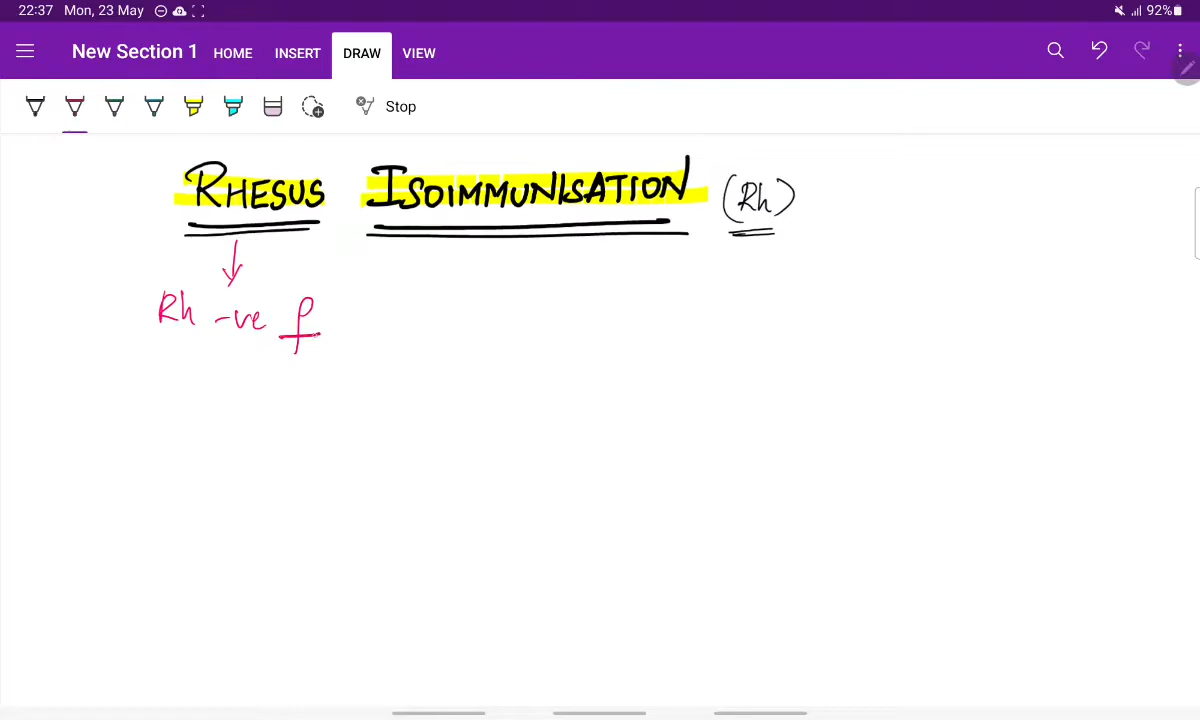 22:37 Mon, 23 May 92%
New Section 1 HOME INSERT DRAW VIEW
Stop
RHESUS ISOIMMUNISATION (Rh)
Rh -ve ♀